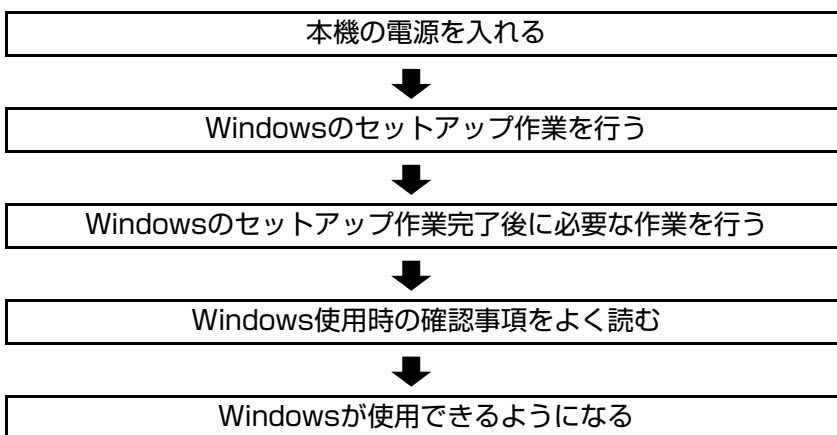 本機の電源を入れる
Windowsのセットアップ作業を行う
Windowsのセットアップ作業完了後に必要な作業を行う
Windows使用時の確認事項をよく読む
Windowsが使用できるようになる